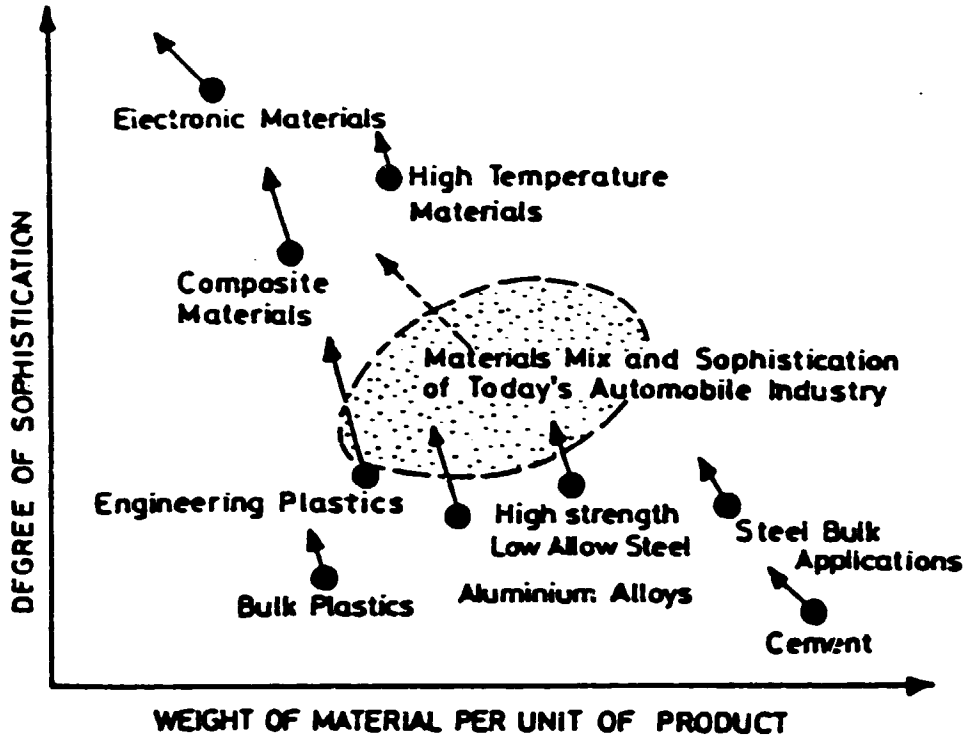 DEGREE OF SOPHISTICATION
Electronic Materials
High Temperature
Materials
Composite
Materials
Materials Mix and Sophistication
of Today's Automobile Industry
Engineering Plastics
High strength
Low Allow Steel
Steel Bulk
Applications
Bulk Plastics
Aluminium Alloys
Cement
WEIGHT OF MATERIAL PER UNIT OF PRODUCT